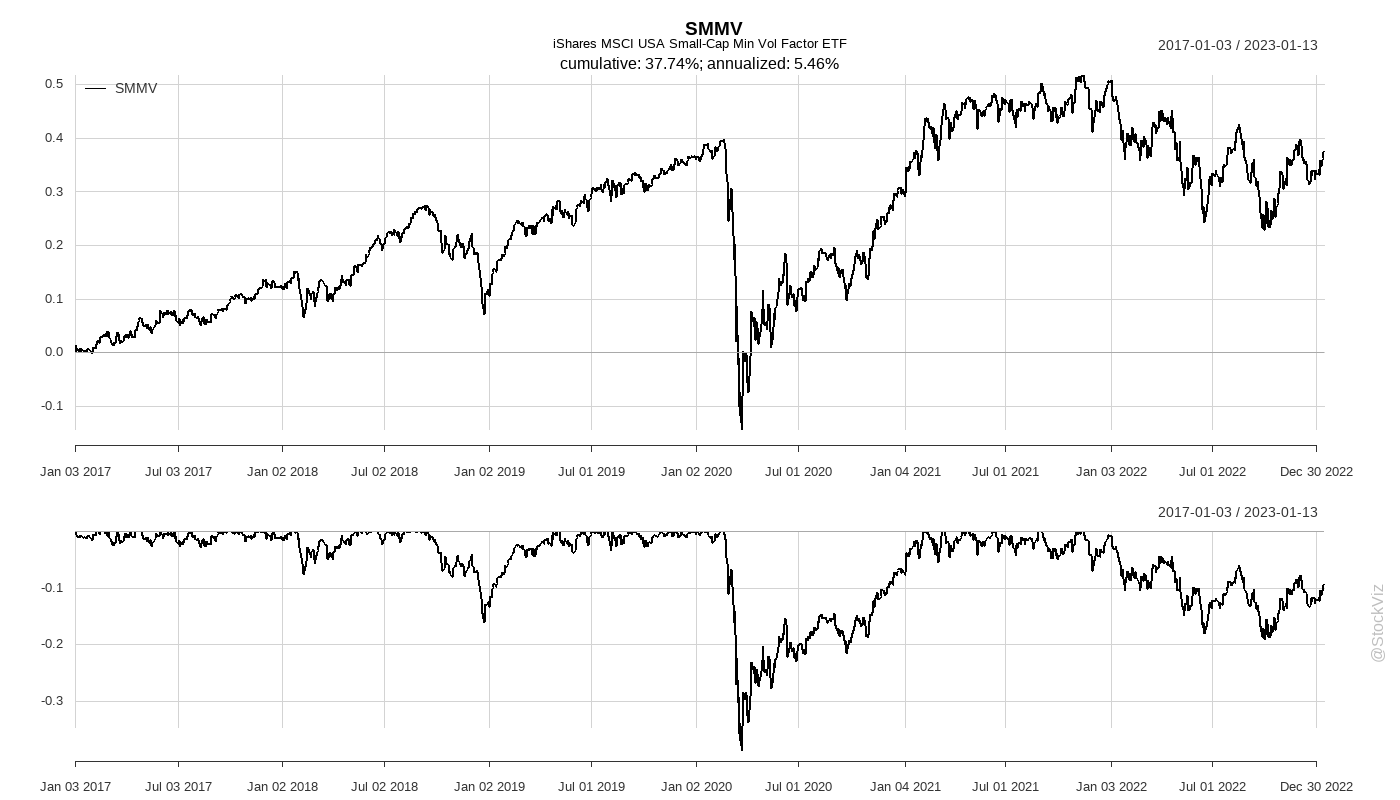 SMMV
iShares MSCI USA Small-Cap Min Vol Factor ETF
cumulative: 37.74%; annualized: 5.46%
2017-01-03 / 2023-01-13
SMMV
0.5
0.4
0.3
0.2
0.1
0.0
-0.1
Jan 03 2017 Jul 03 2017 Jan 02 2018 Jul 02 2018 Jan 02 2019 Jul 01 2019 Jan 02 2020 Jul 01 2020 Jan 04 2021 Jul 01 2021 Jan 03 2022 Jul 01 2022 Dec 30 2022
2017-01-03 / 2023-01-13
-0.1
-0.2
-0.3
Jan 03 2017 Jul 03 2017 Jan 02 2018 Jul 02 2018 Jan 02 2019 Jul 01 2019 Jan 02 2020 Jul 01 2020 Jan 04 2021 Jul 01 2021 Jan 03 2022 Jul 01 2022 Dec 30 2022
@StockViz